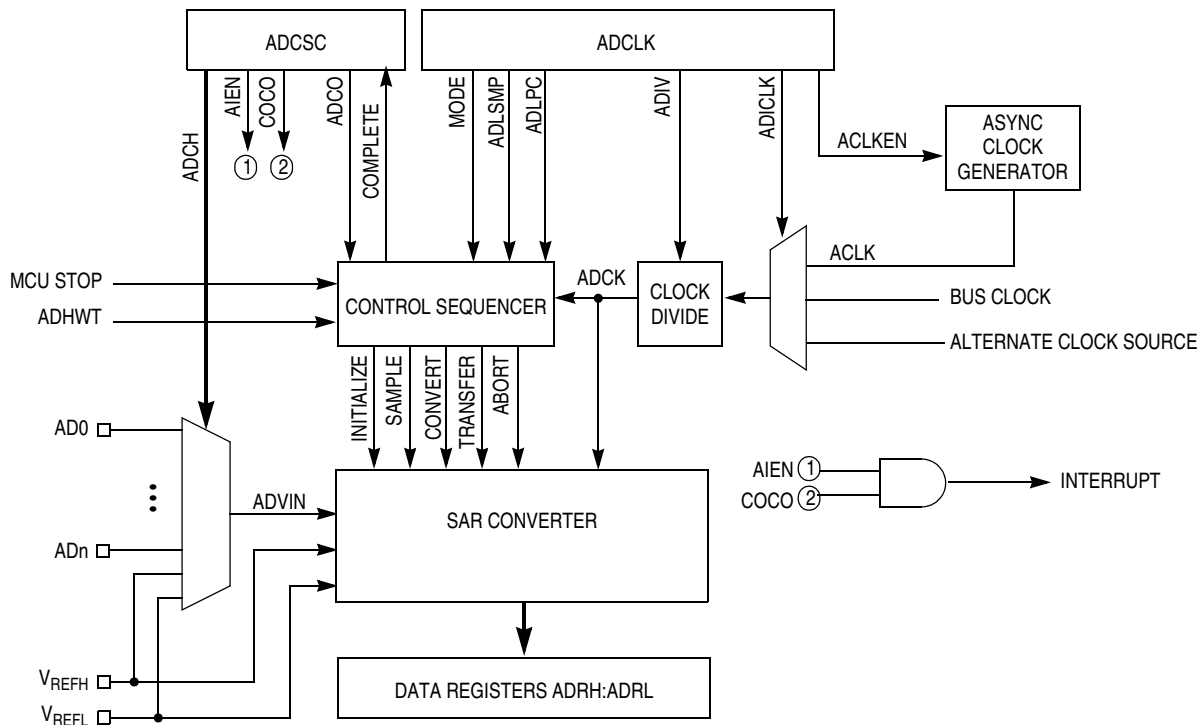 ADCSC
ADCLK
ADCH
AIEN
COCO
ADCO
COMPLETE
MODE
ADLSMP
ADLPC
ADIV
ADICLK
ACLKEN
ASYNC
CLOCK
GENERATOR
1
2
MCU STOP
ADHWT
CONTROL SEQUENCER
ADCK
CLOCK
DIVIDE
ACLK
BUS CLOCK
ALTERNATE CLOCK SOURCE
INITIALIZE
SAMPLE
CONVERT
TRANSFER
ABORT
AD0
•••
ADn
ADVIN
SAR CONVERTER
AIEN 1
COCO 2
INTERRUPT
VREFH
VREFL
DATA REGISTERS ADRH:ADRL